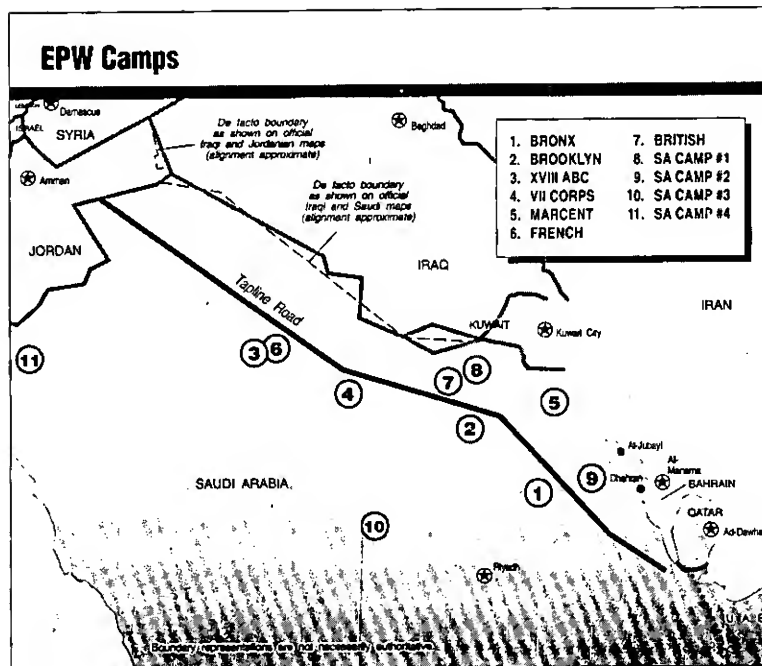 EPW Camps
Damascus
ISRAEL
SYRIA
De facto boundary
as shown on official
Iraqi and Jordanian maps
(alignment approximate)
Baghdad
1. BRONX
2. BROOKLYN
3. XVIII ABC
4. VII CORPS
5. MARCENT
6. FRENCH
7. BRITISH
8. SA CAMP #1
9. SA CAMP #2
10. SA CAMP #3
11. SA CAMP #4
Amman
De facto boundary
as shown on official
Iraqi and Saudi maps
(alignment approximate)
JORDAN
IRAQ
IRAN
Tapline Road
KUWAIT
Kuwait City
3
6
11
4
7
8
5
2
Al-Jubayl
Al-
Manama
Dhahran
BAHRAIN
SAUDI ARABIA
1
9
QATAR
Ad-Dawha
10
Riyadh
Boundary representations are not necessarily authoritative.